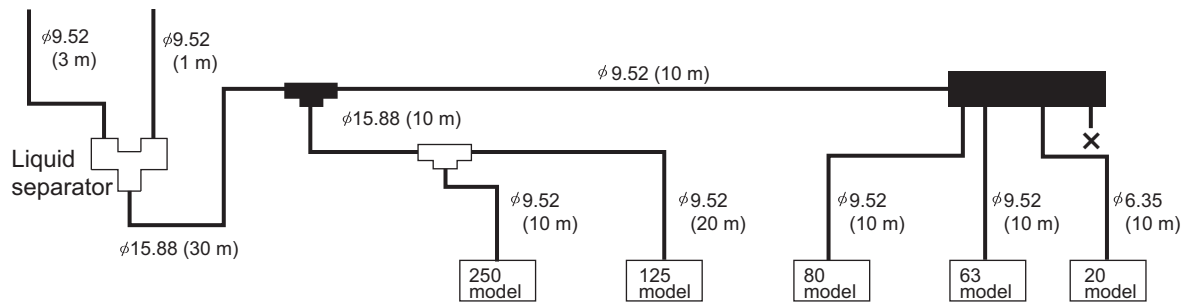 φ9.52
(3 m)
φ9.52
(1 m)
φ9.52 (10 m)
φ15.88 (10 m)
Liquid
separator
φ15.88 (30 m)
φ9.52
(10 m)
φ9.52
(20 m)
φ9.52
(10 m)
φ9.52
(10 m)
φ6.35
(10 m)
250
model
125
model
80
model
63
model
20
model